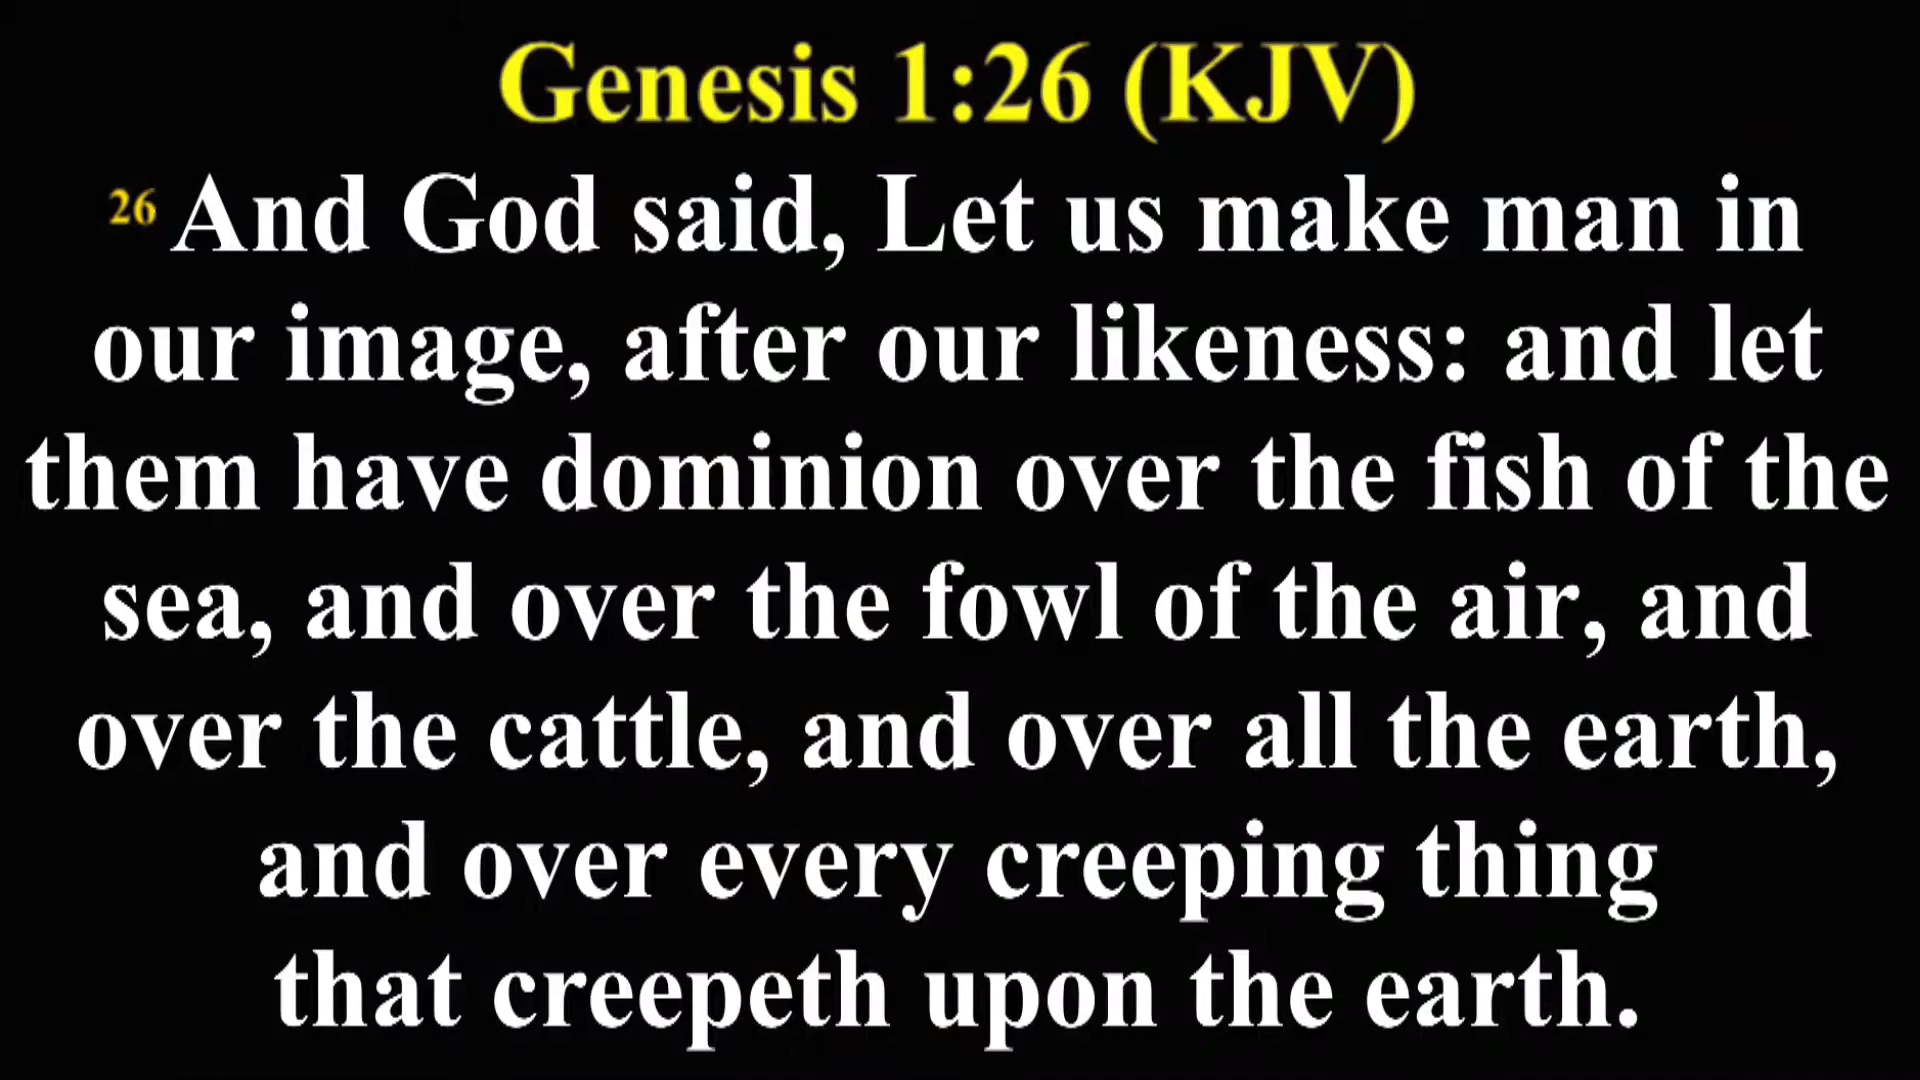 Genesis 1:26 (KJV)
26 And God said, Let us make man in
our image, after our likeness: and let
them have dominion over the fish of the
sea, and over the fowl of the air, and
over the cattle, and over all the earth,
and over every creeping thing
that creepeth upon the earth.